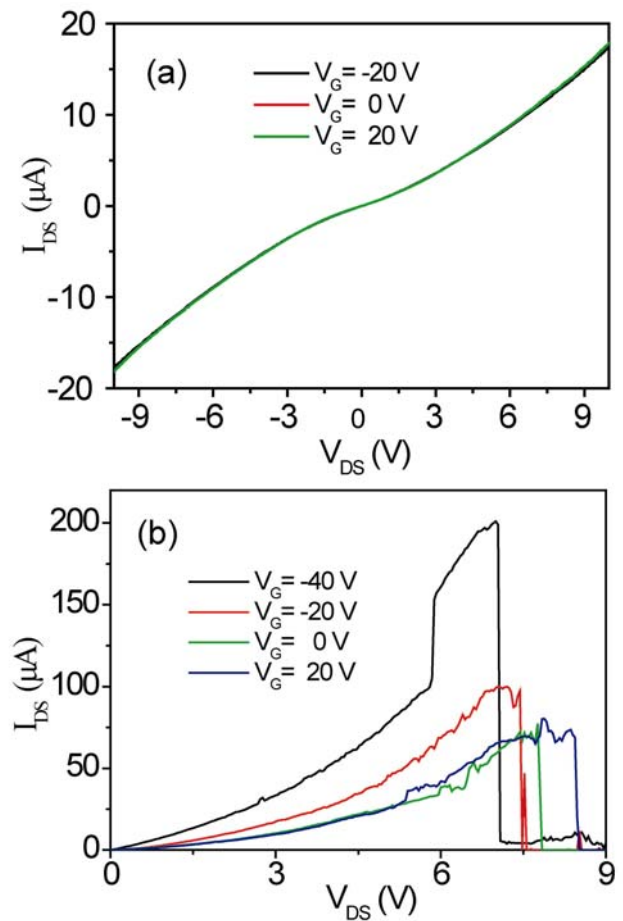 20
(a)
V_G= -20 V
V_G= 0 V
V_G= 20 V
10
0
-10
-20
I_DS (μA)
-9 -6 -3 0 3 6 9
V_DS (V)
200
(b)
V_G= -40 V
V_G= -20 V
V_G= 0 V
V_G= 20 V
150
100
50
0
I_DS (μA)
0 3 6 9
V_DS (V)